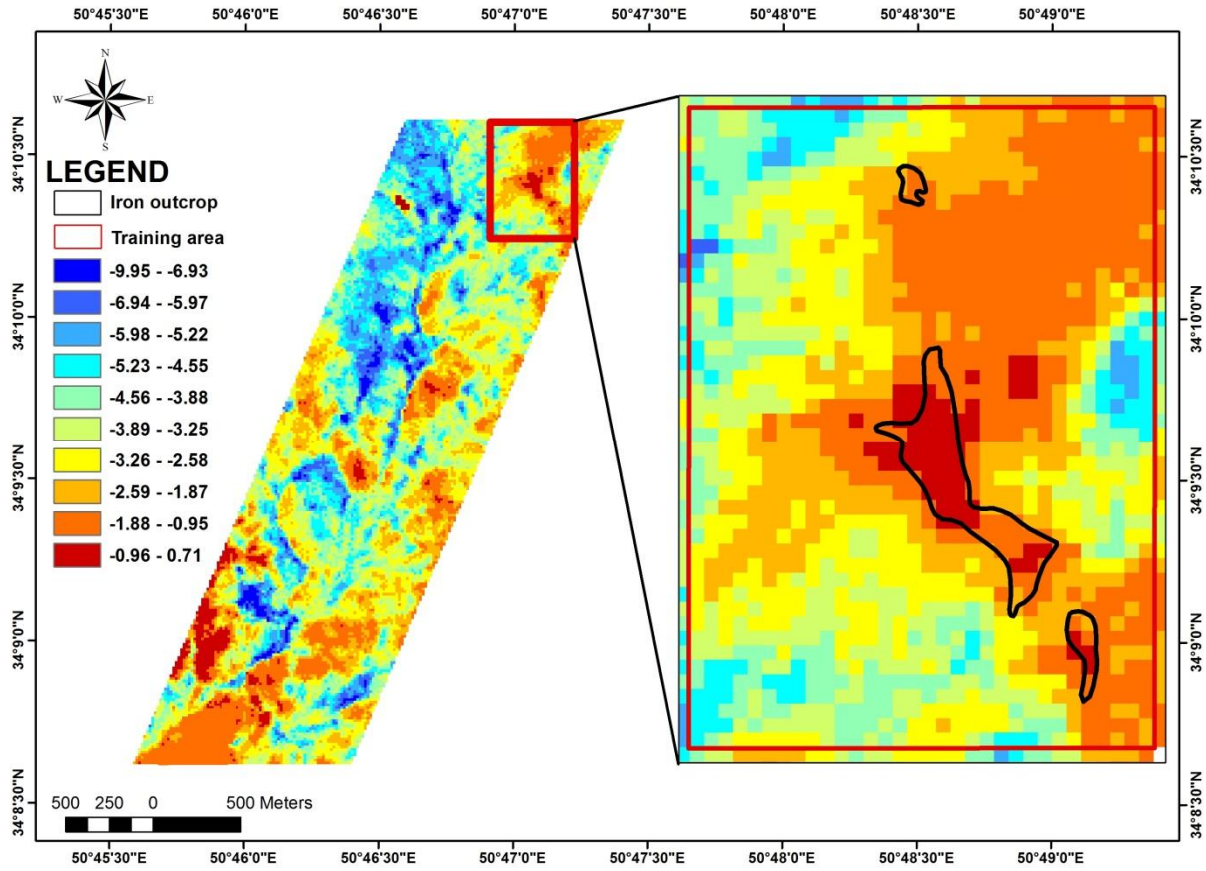 50°45'30"E 50°46'0"E 50°46'30"E 50°47'0"E 50°47'30"E 50°48'0"E 50°48'30"E 50°49'0"E
N
W E
S
LEGEND
Iron outcrop
Training area
-9.95 - -6.93
-6.94 - -5.97
-5.98 - -5.22
-5.23 - -4.55
-4.56 - -3.88
-3.89 - -3.25
-3.26 - -2.58
-2.59 - -1.87
-1.88 - -0.95
-0.96 - 0.71
34°10'30"N
34°10'0"N
34°9'30"N
34°9'0"N
34°8'30"N
34°10'30"N
34°10'0"N
34°9'30"N
34°9'0"N
34°8'30"N
500 250 0 500 Meters
50°45'30"E 50°46'0"E 50°46'30"E 50°47'0"E 50°47'30"E 50°48'0"E 50°48'30"E 50°49'0"E